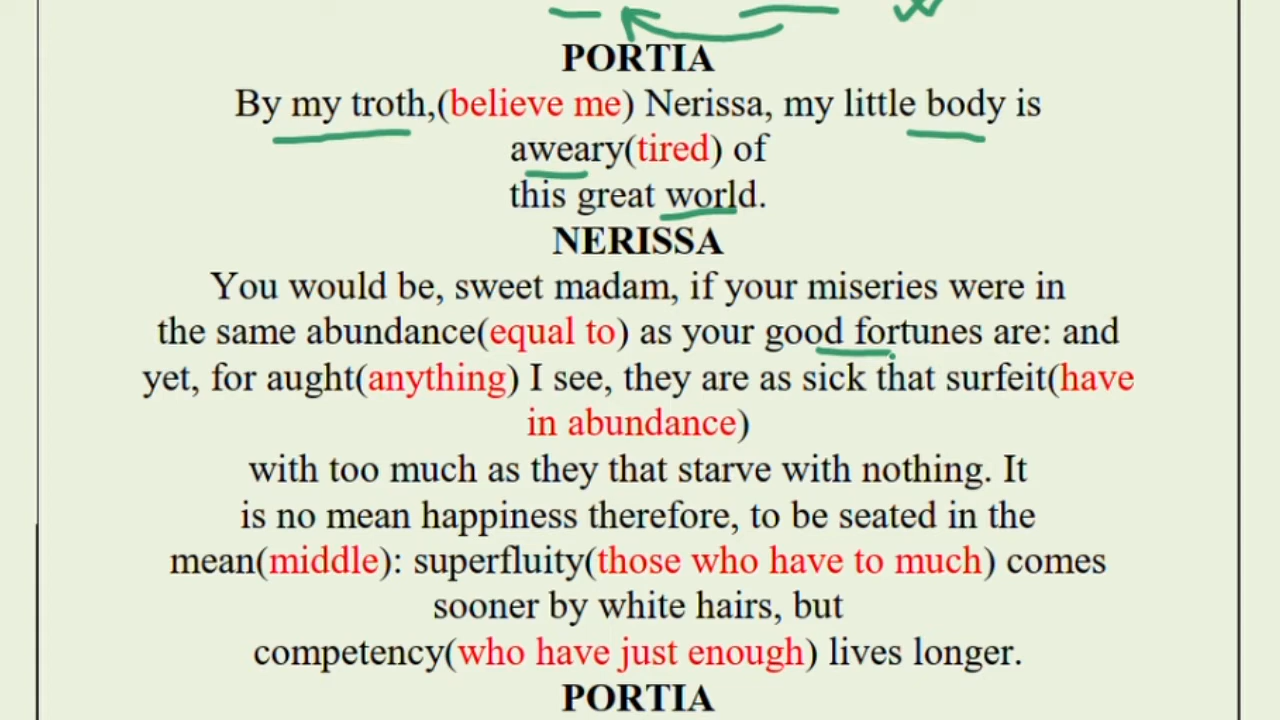 PORTIA
By my troth,(believe me) Nerissa, my little body is
aweary(tired) of
this great world.
NERISSA
You would be, sweet madam, if your miseries were in
the same abundance(equal to) as your good fortunes are: and
yet, for aught(anything) I see, they are as sick that surfeit(have
in abundance)
with too much as they that starve with nothing. It
is no mean happiness therefore, to be seated in the
mean(middle): superfluity(those who have to much) comes
sooner by white hairs, but
competency(who have just enough) lives longer.
PORTIA